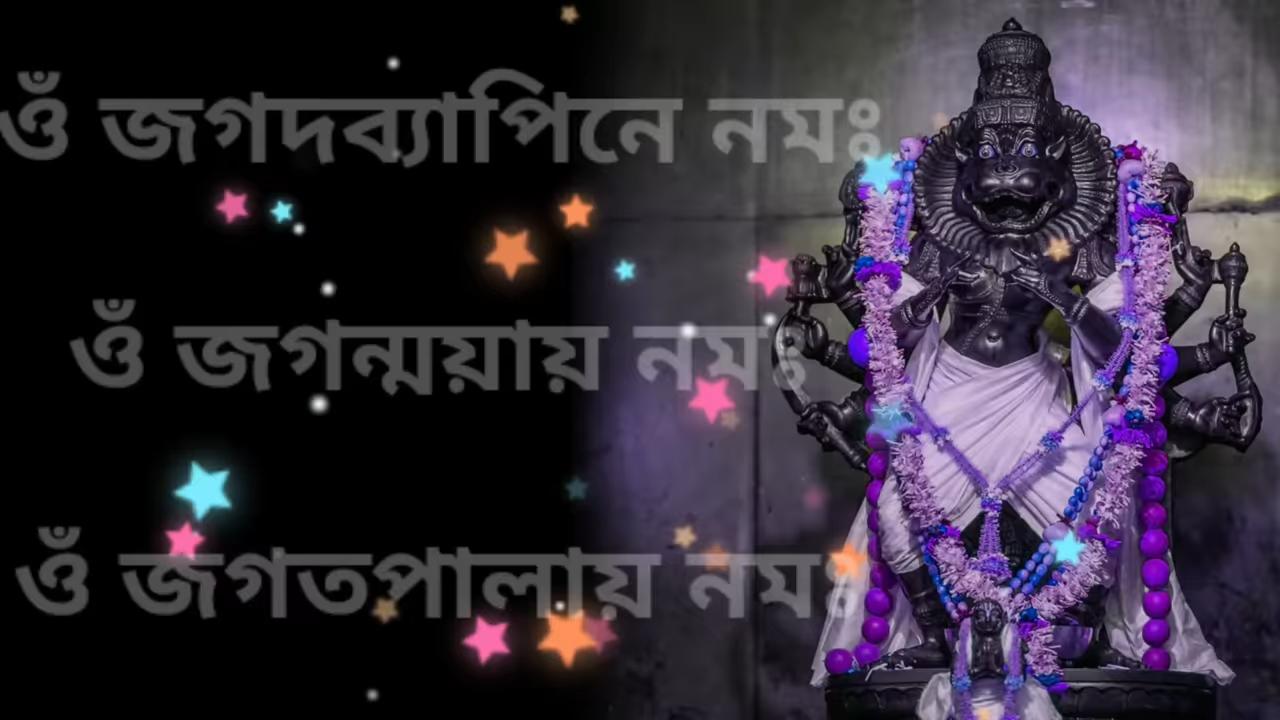 ওঁ জগদব্যাপিনে নমঃ
ওঁ জগন্ময়ায় নমঃ
ওঁ জগতপালায় নমঃ